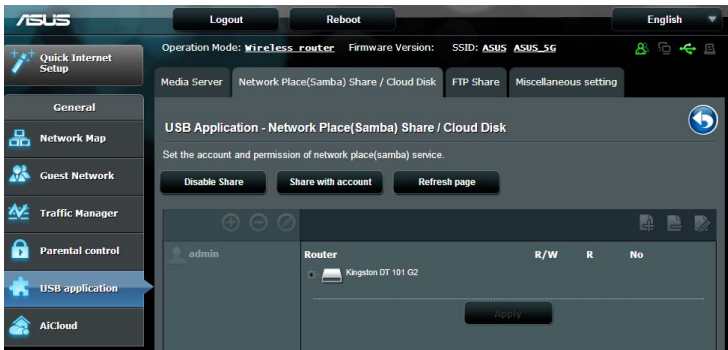 ASUS
Logout
Reboot
English
Quick Internet
Setup
Operation Mode: Wireless router Firmware Version: SSID: ASUS ASUS_5G
Media Server
Network Place(Samba) Share / Cloud Disk
FTP Share
Miscellaneous setting
General
Network Map
Guest Network
Traffic Manager
Parental control
USB application
AiCloud
USB Application - Network Place(Samba) Share / Cloud Disk
Set the account and permission of network place(samba) service.
Disable Share
Share with account
Refresh page
admin
Router R/W R No
Kingston DT 101 G2
Apply